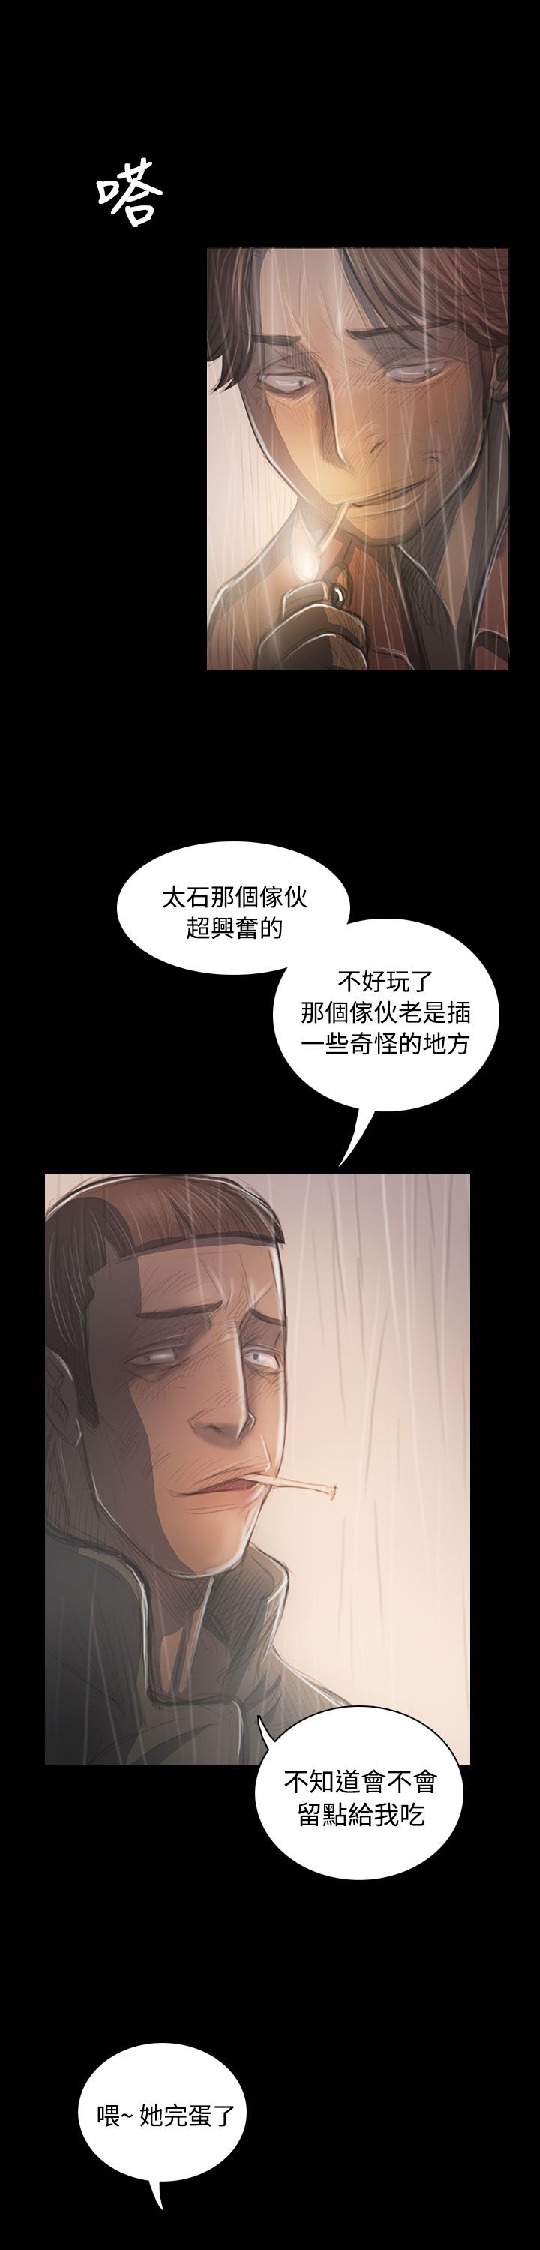 嗒
太石那個傢伙
超興奮的
不好玩了
那個傢伙老是插
一些奇怪的地方
不知道會不會
留點給我吃
喂~ 她完蛋了